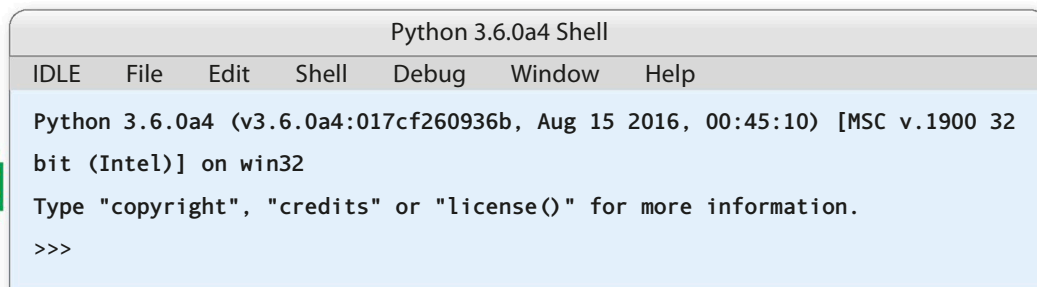 Python 3.6.0a4 Shell
IDLE File Edit Shell Debug Window Help
Python 3.6.0a4 (v3.6.0a4:017cf260936b, Aug 15 2016, 00:45:10) [MSC v.1900 32
bit (Intel)] on win32
Type "copyright", "credits" or "license()" for more information.
>>>